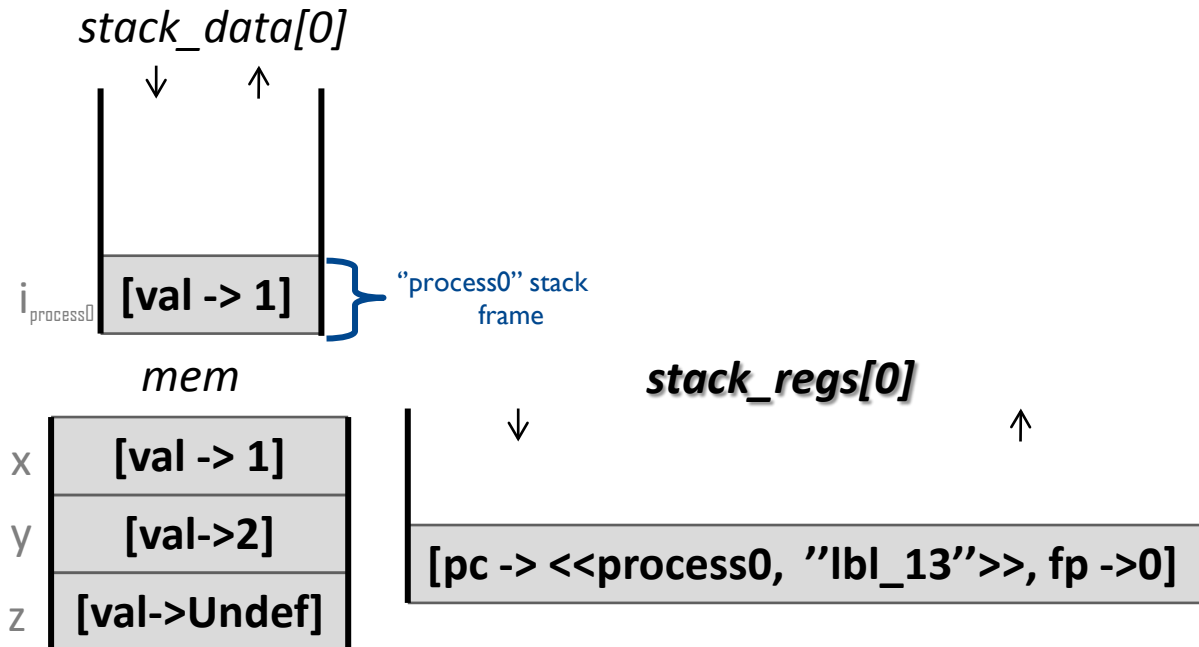 stack_data[0]
i_process0 [val -> 1]
‘’process0’’ stack
frame
mem
stack_regs[0]
x [val -> 1]
y [val->2]
[pc -> <<process0, ’’lbl_13’’>>, fp ->0]
z [val->Undef]